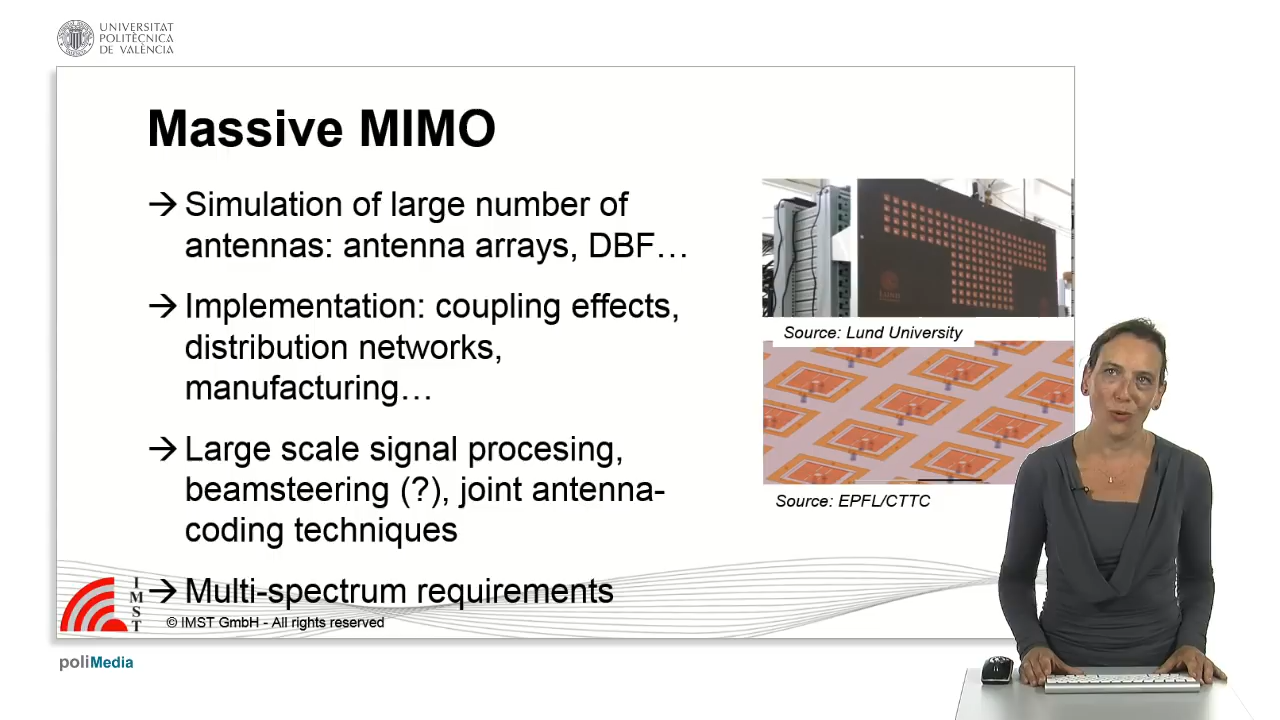 UNIVERSITAT
POLITÈCNICA
DE VALÈNCIA
Massive MIMO
→ Simulation of large number of
antennas: antenna arrays, DBF…
→ Implementation: coupling effects,
distribution networks,
manufacturing…
→ Large scale signal procesing,
beamsteering (?), joint antenna-
coding techniques
→ Multi-spectrum requirements
Source: Lund University
Source: EPFL/CTTC
IMST
© IMST GmbH - All rights reserved
poliMedia